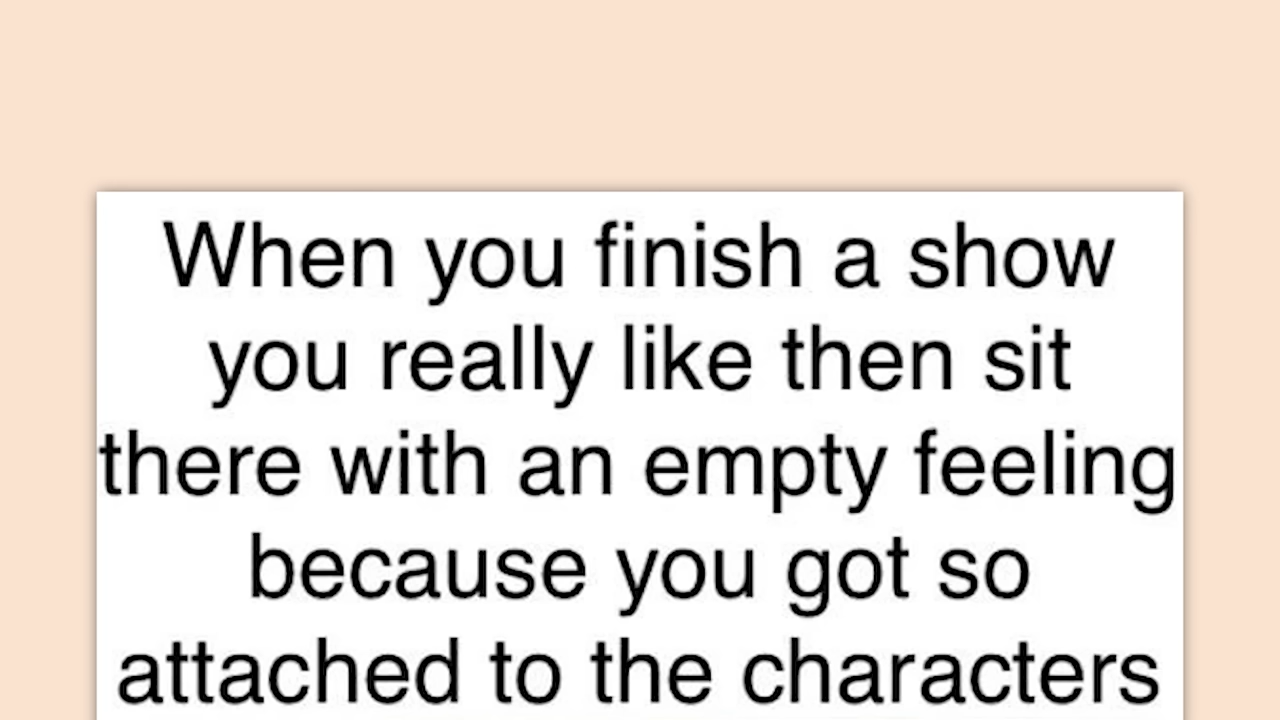 When you finish a show
you really like then sit
there with an empty feeling
because you got so
attached to the characters